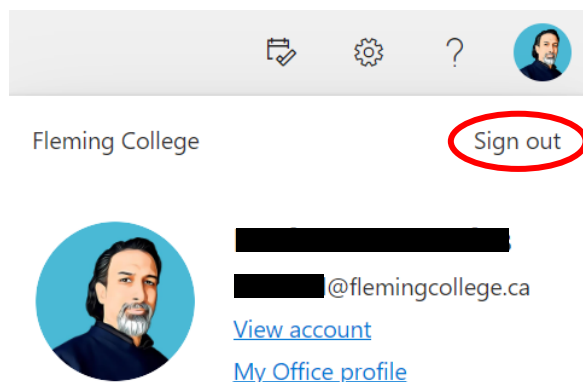 Fleming College
Sign out
@flemingcollege.ca
View account
My Office profile